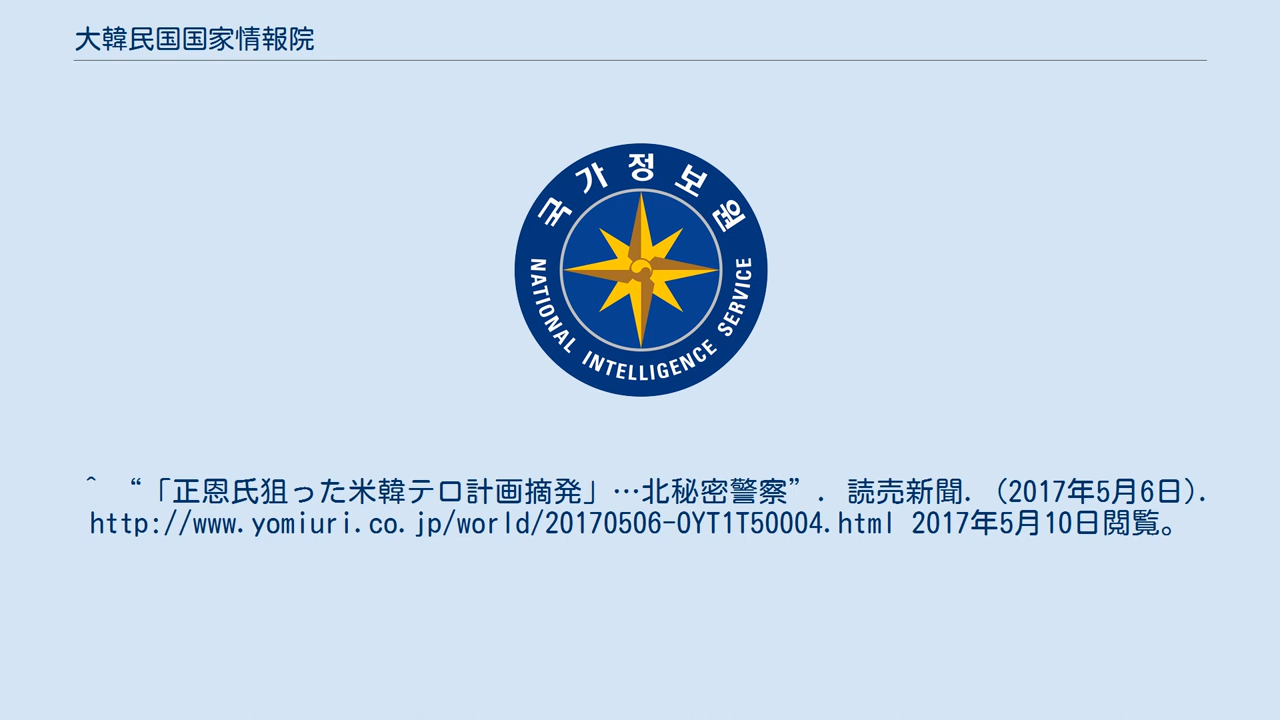 大韓民国国家情報院
국가정보원
NATIONAL INTELLIGENCE SERVICE
^ “「正恩氏狙った米韓テロ計画摘発」…北秘密警察”. 読売新聞. (2017年5月6日).
http://www.yomiuri.co.jp/world/20170506-OYT1T50004.html 2017年5月10日閲覧。